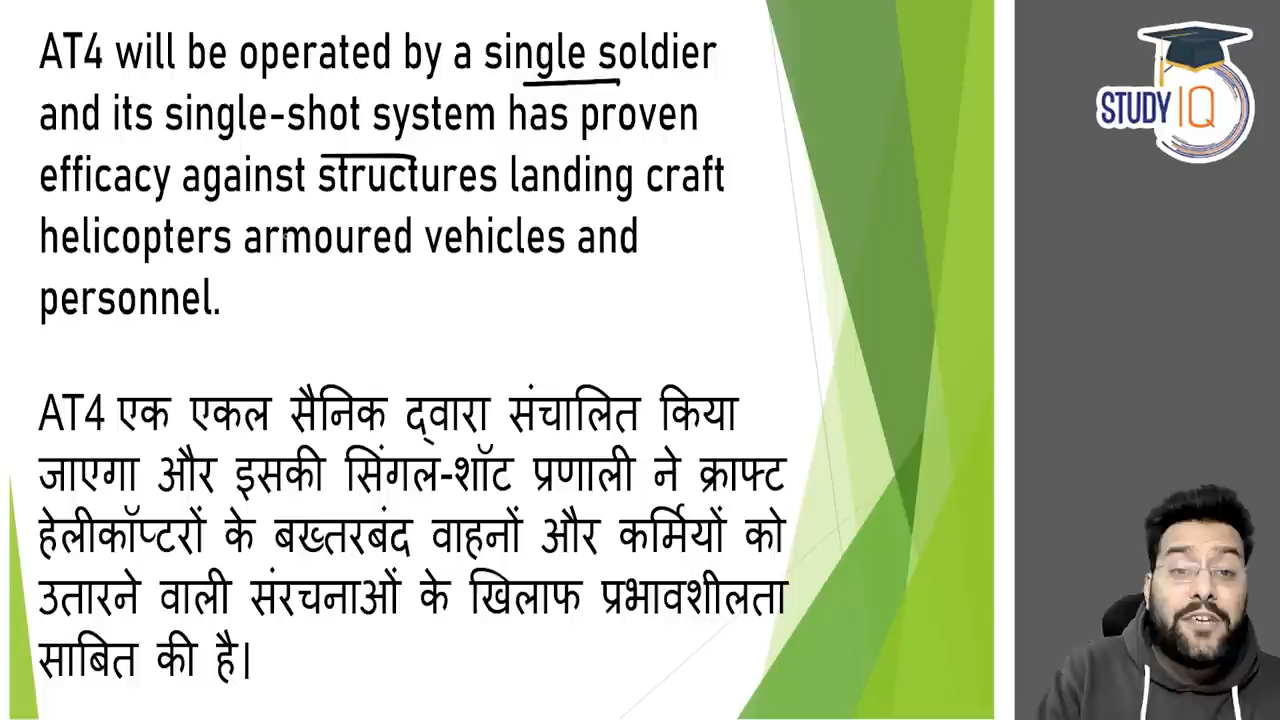 AT4 will be operated by a single soldier
and its single-shot system has proven
efficacy against structures landing craft
helicopters armoured vehicles and
personnel.
AT4 एक एकल सैनिक द्वारा संचालित किया
जाएगा और इसकी सिंगल-शॉट प्रणाली ने क्राफ्ट
हेलीकॉप्टरों के बख्तरबंद वाहनों और कर्मियों को
उतारने वाली संरचनाओं के खिलाफ प्रभावशीलता
साबित की है।
STUDY IQ